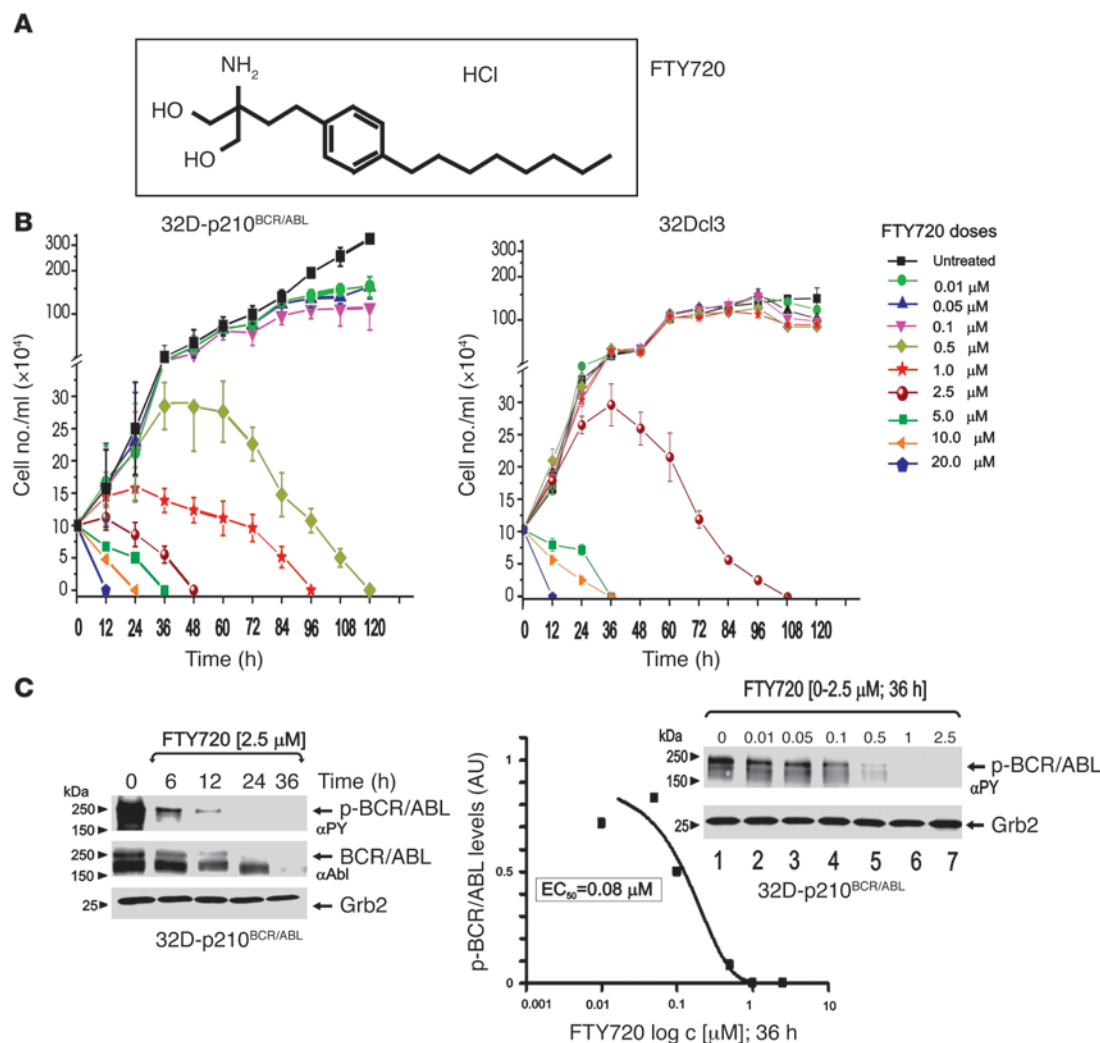 A
NH2
HCl
FTY720
HO
HO
B
32D-p210BCR/ABL
32Dcl3
FTY720 doses
Untreated
0.01 μM
0.05 μM
0.1 μM
0.5 μM
1.0 μM
2.5 μM
5.0 μM
10.0 μM
20.0 μM
Cell no./ml (×10⁴)
300
200
100
30
25
20
15
10
5
0
0 12 24 36 48 60 72 84 96 108 120
Time (h)
Cell no./ml (×10⁴)
300
200
100
30
25
20
15
10
5
0
0 12 24 36 48 60 72 84 96 108 120
Time (h)
C
FTY720 [2.5 μM]
0 6 12 24 36 Time (h)
kDa
250
150
p-BCR/ABL
αPY
250
150
BCR/ABL
αAbl
25
Grb2
32D-p210BCR/ABL
p-BCR/ABL levels (AU)
1
0.5
0
EC50=0.08 μM
0.001 0.01 0.1 1 10
FTY720 log c [μM]; 36 h
FTY720 [0-2.5 μM; 36 h]
kDa
0 0.01 0.05 0.1 0.5 1 2.5
250
150
p-BCR/ABL
αPY
25
Grb2
1 2 3 4 5 6 7
32D-p210BCR/ABL